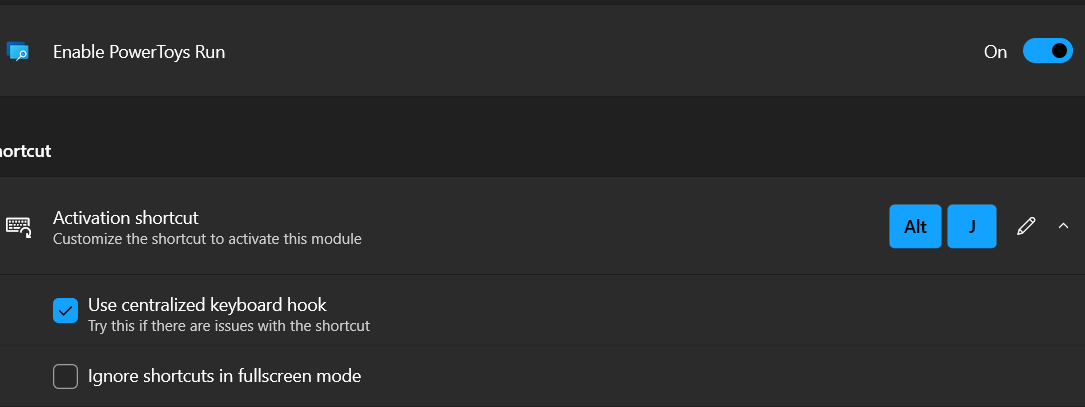 Enable PowerToys Run
On
hortcut
Activation shortcut
Customize the shortcut to activate this module
Alt
J
Use centralized keyboard hook
Try this if there are issues with the shortcut
Ignore shortcuts in fullscreen mode